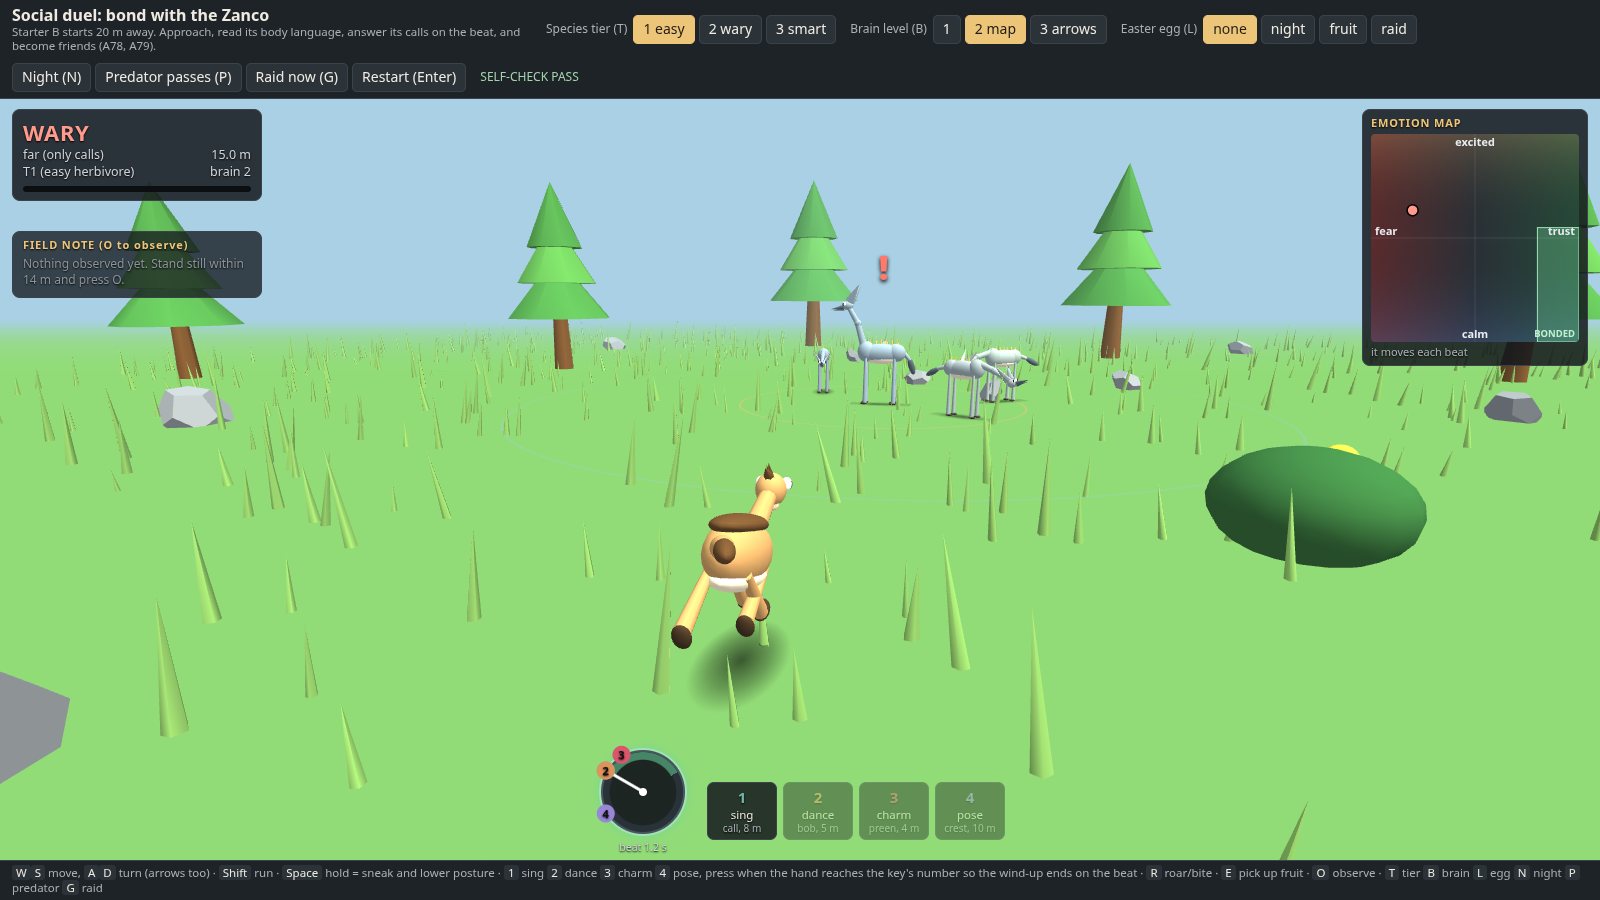 Social duel: bond with the Zanco
Starter B starts 20 m away. Approach, read its body language, answer its calls on the beat, and
become friends (A78, A79).
Species tier (T) 1 easy 2 wary 3 smart Brain level (B) 1 2 map 3 arrows Easter egg (L) none night fruit raid
Night (N) Predator passes (P) Raid now (G) Restart (Enter) SELF-CHECK PASS
WARY
far (only calls) 15.0 m
T1 (easy herbivore) brain 2
FIELD NOTE (O to observe)
Nothing observed yet. Stand still within
14 m and press O.
!
EMOTION MAP
excited
fear trust
calm BONDED
it moves each beat
3
2
4
beat 1.2 s
1
sing
call, 8 m
2
dance
bob, 5 m
3
charm
preen, 4 m
4
pose
crest, 10 m
W S move, A D turn (arrows too) · Shift run · Space hold = sneak and lower posture · 1 sing 2 dance 3 charm 4 pose, press when the hand reaches the key's number so the wind-up ends on the beat · R roar/bite · E pick up fruit · O observe · T tier B brain L egg N night P
predator G raid